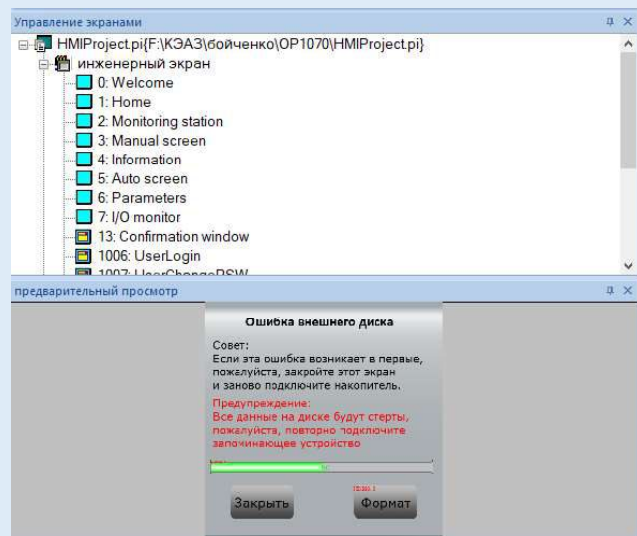 Управление экранами
HMIProject.pi{F:\КЭАЗ\бойченко\OP1070\HMIProject.pi}
инженерный экран
0: Welcome
1: Home
2: Monitoring station
3: Manual screen
4: Information
5: Auto screen
6: Parameters
7: I/O monitor
13: Confirmation window
1006: UserLogin
1007: UserChangePSW
предварительный просмотр
Ошибка внешнего диска
Совет:
Если эта ошибка возникает в первые,
пожалуйста, закройте этот экран
и заново подключите накопитель.
Предупреждение:
Все данные на диске будут стерты,
пожалуйста, повторно подключите
запоминающее устройство
Закрыть
Формат